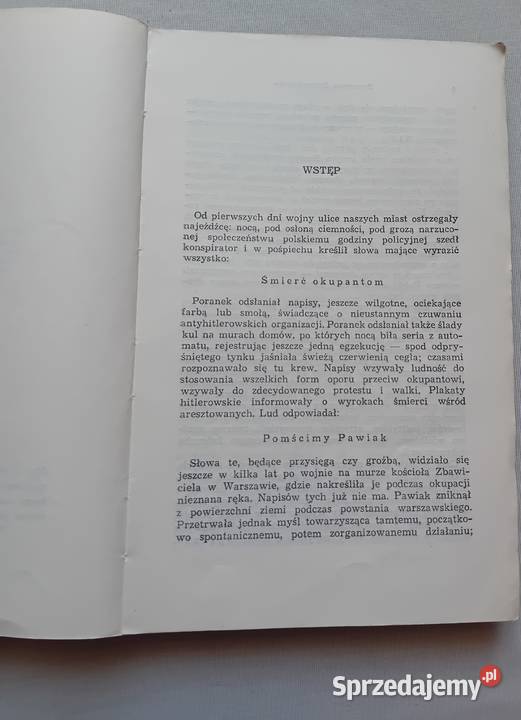 WSTĘP
Od pierwszych dni wojny ulice naszych miast ostrzegały
najeźdźcę: nocą, pod osłoną ciemności, pod grozą narzuco-
nej społeczeństwu polskiemu godziny policyjnej szedł
konspirator i w pośpiechu kreślił słowa mające wyrazić
wszystko:
Śmierć okupantom
Poranek odsłaniał napisy, jeszcze wilgotne, ociekające
farbą lub smołą, świadczące o nieustannym czuwaniu
antyhitlerowskich organizacji. Poranek odsłaniał także ślady
kul na murach domów, po których nocą biła seria z auto-
matu, rejestrując jeszcze jedną egzekucję — spod odpry-
śniętego tynku jaśniała świeżą czerwienią cegła; czasami
rozpoznawało się tu krew. Napisy wzywały ludność do
stosowania wszelkich form oporu przeciw okupantowi,
wzywały do zdecydowanego protestu i walki. Plakaty
hitlerowskie informowały o wyrokach śmierci wśród
aresztowanych. Lud odpowiadał:
Pomścimy Pawiak
Słowa te, będące przysięgą czy groźbą, widziało się
jeszcze w kilka lat po wojnie na murze kościoła Zbawi-
ciela w Warszawie, gdzie nakreśliła je podczas okupacji
nieznana ręka. Napisów tych już nie ma. Pawiak zniknął
z powierzchni ziemi podczas powstania warszawskiego.
Przetrwała jednak myśl towarzysząca tamtemu, początko-
wo spontanicznemu, potem zorganizowanemu działaniu;
Sprzedajemy.pl